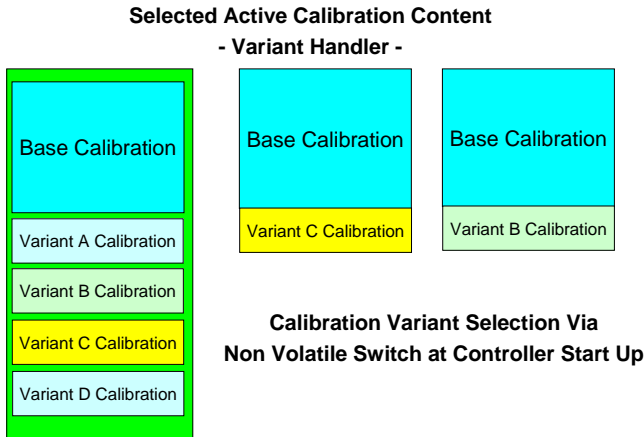 Selected Active Calibration Content
- Variant Handler -
Base Calibration
Variant A Calibration
Variant B Calibration
Variant C Calibration
Variant D Calibration
Base Calibration
Variant C Calibration
Base Calibration
Variant B Calibration
Calibration Variant Selection Via
Non Volatile Switch at Controller Start Up